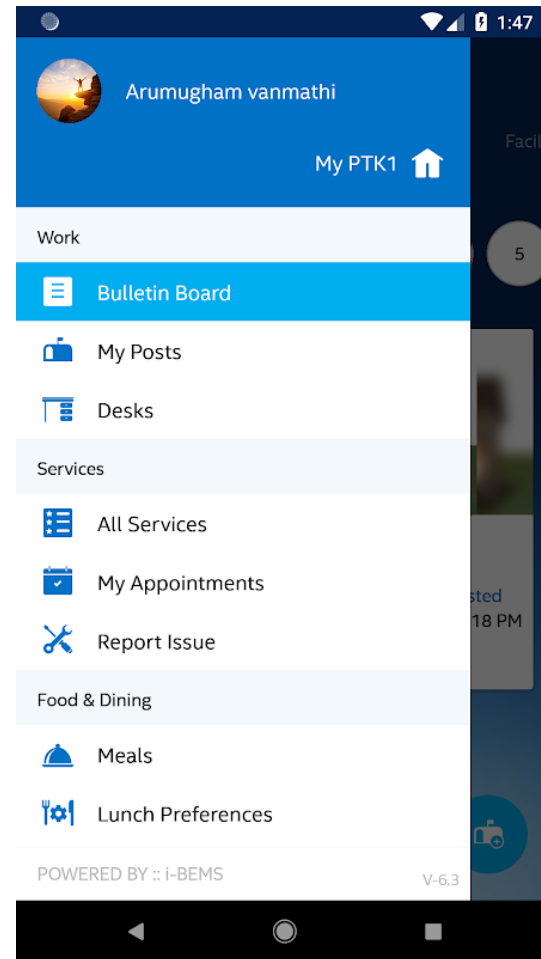 1:47
Arumugham vanmathi
My PTK1
Facil
Work
5
Bulletin Board
My Posts
Desks
Services
All Services
My Appointments
sted
18 PM
Report Issue
Food & Dining
Meals
Lunch Preferences
POWERED BY :: i-BEMS
V-6.3